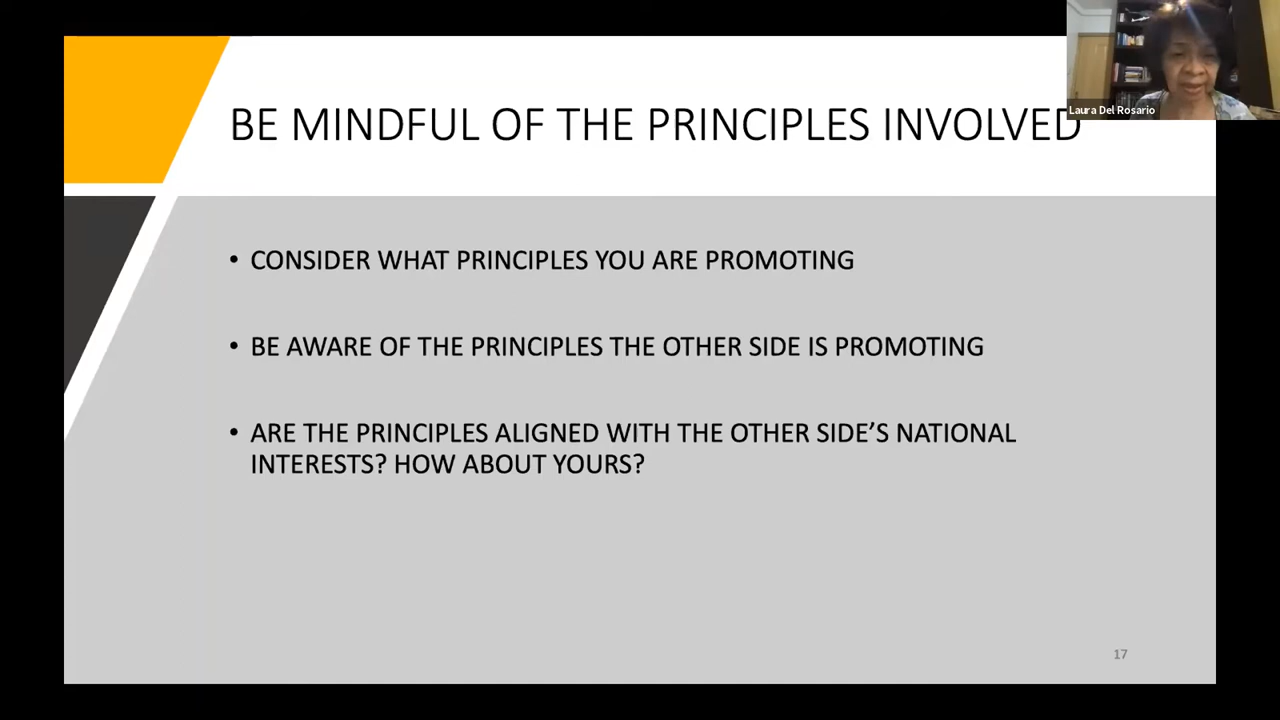 BE MINDFUL OF THE PRINCIPLES INVOLVED
Laura Del Rosario
• CONSIDER WHAT PRINCIPLES YOU ARE PROMOTING
• BE AWARE OF THE PRINCIPLES THE OTHER SIDE IS PROMOTING
• ARE THE PRINCIPLES ALIGNED WITH THE OTHER SIDE’S NATIONAL
INTERESTS? HOW ABOUT YOURS?
17